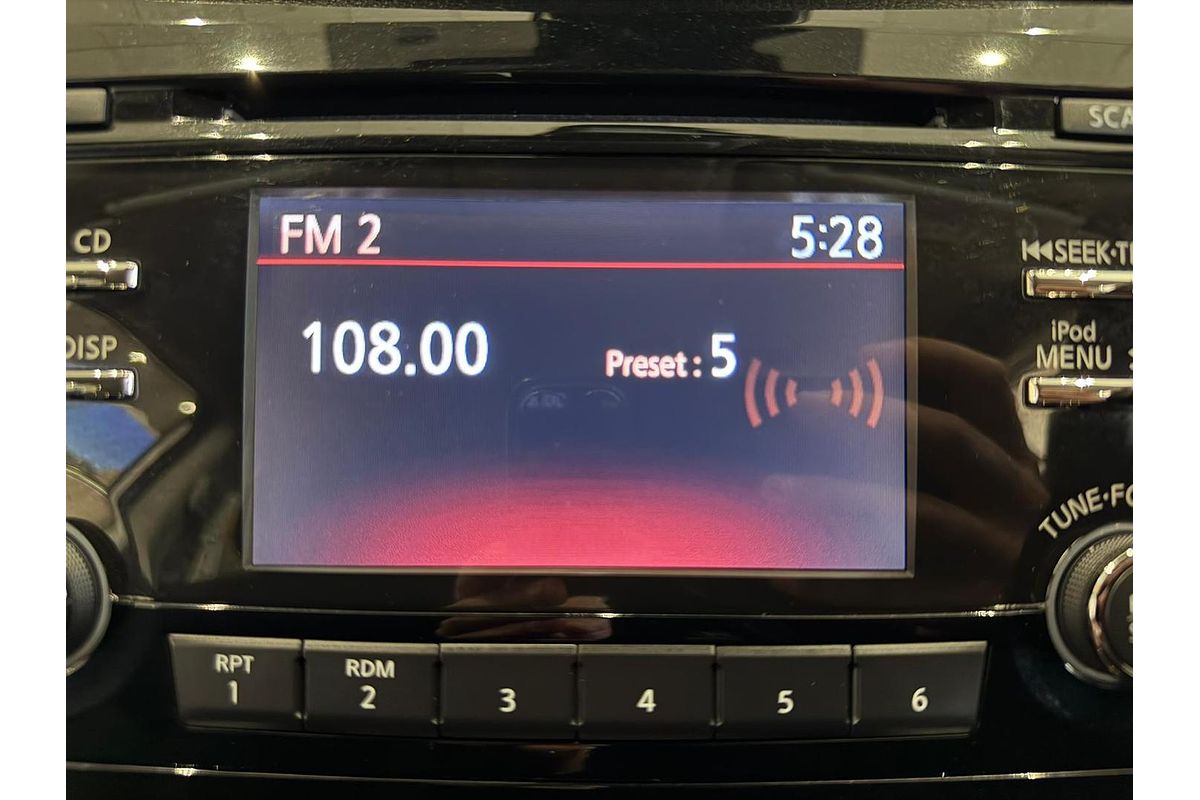 SCA
CD
FM 2 5:28
SEEK·T
DISP
108.00 Preset : 5
iPod
MENU
TUNE·FO
RPT RDM
1 2 3 4 5 6